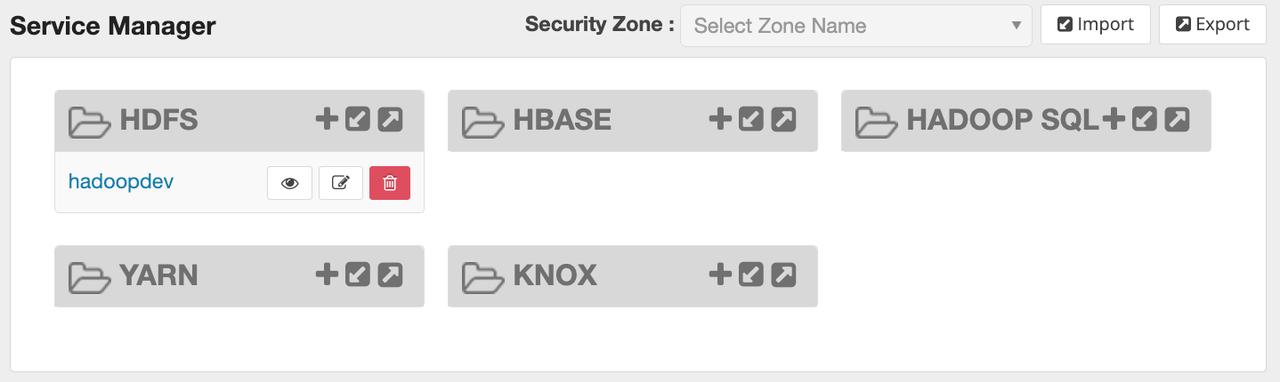 Service Manager
Security Zone : Select Zone Name Import Export
HDFS HBASE HADOOP SQL
hadoopdev
YARN KNOX